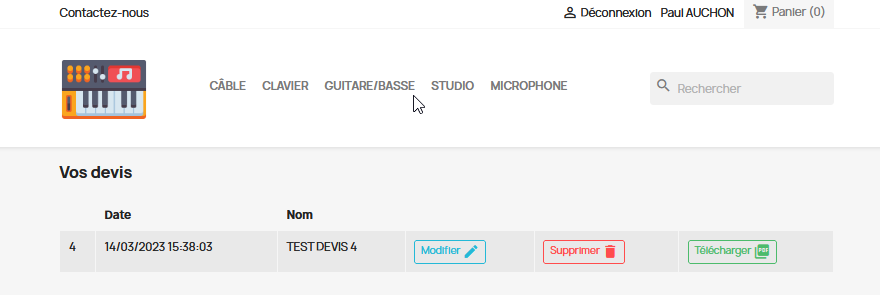 Contactez-nous Déconnexion Paul AUCHON Panier (0)
CÂBLE CLAVIER GUITARE/BASSE STUDIO MICROPHONE Rechercher
Vos devis
Date Nom
4 14/03/2023 15:38:03 TEST DEVIS 4 Modifier Supprimer Télécharger PDF